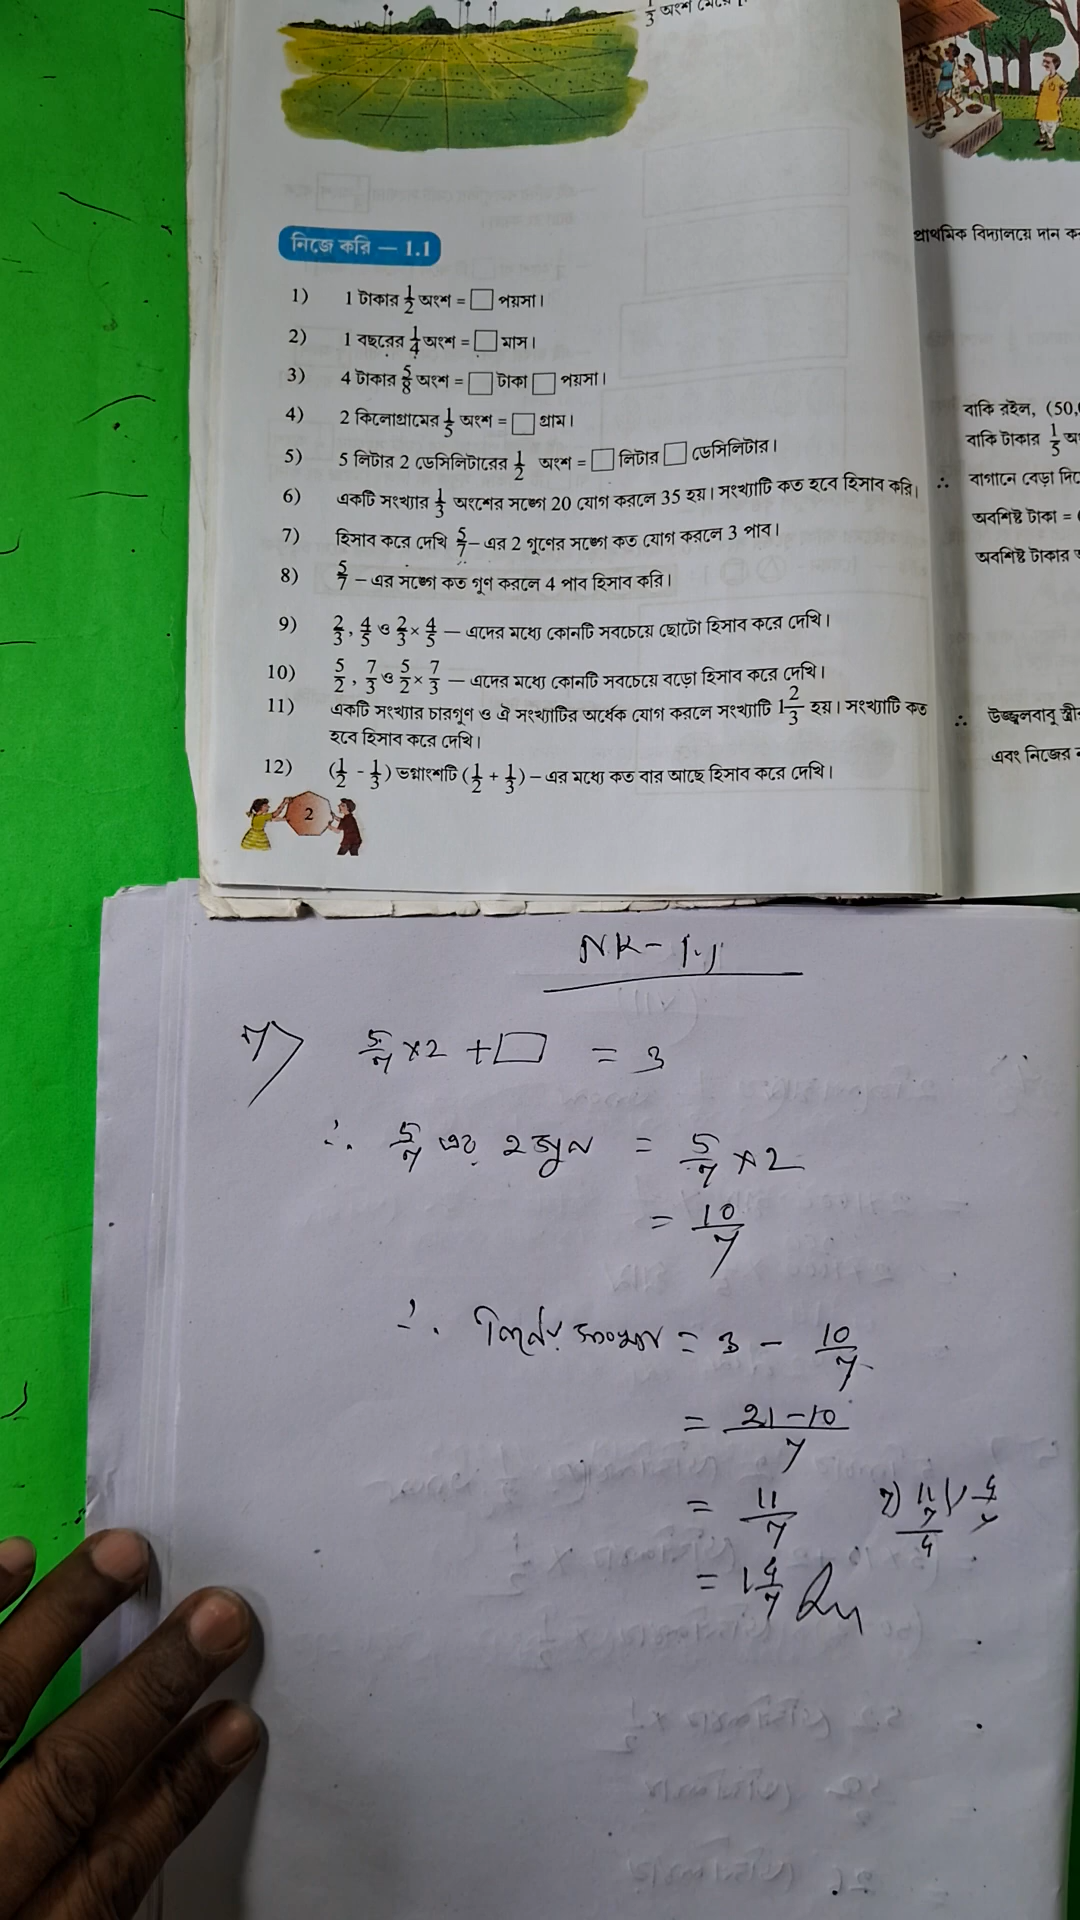 1/3 অংশ
নিজে করি — 1.1
1) 1 টাকার 1/2 অংশ = □ পয়সা।
2) 1 বছরের 1/4 অংশ = □ মাস।
3) 4 টাকার 5/8 অংশ = □ টাকা □ পয়সা।
4) 2 কিলোগ্রামের 1/5 অংশ = □ গ্রাম।
5) 5 লিটার 2 ডেসিলিটারের 1/2 অংশ = □ লিটার □ ডেসিলিটার।
6) একটি সংখ্যার 1/3 অংশের সঙ্গে 20 যোগ করলে 35 হয়। সংখ্যাটি কত হবে হিসাব করি।
7) হিসাব করে দেখি 5/7 – এর 2 গুণের সঙ্গে কত যোগ করলে 3 পাব।
8) 5/7 – এর সঙ্গে কত গুণ করলে 4 পাব হিসাব করি।
9) 2/3, 4/5 ও 2/3 × 4/5 — এদের মধ্যে কোনটি সবচেয়ে ছোটো হিসাব করে দেখি।
10) 5/2, 7/3 ও 5/2 × 7/3 — এদের মধ্যে কোনটি সবচেয়ে বড়ো হিসাব করে দেখি।
11) একটি সংখ্যার চারগুণ ও ঐ সংখ্যাটির অর্ধেক যোগ করলে সংখ্যাটি 1 2/3 হয়। সংখ্যাটি কত
হবে হিসাব করে দেখি।
12) (1/2 - 1/3) ভগ্নাংশটি (1/2 + 1/3) – এর মধ্যে কত বার আছে হিসাব করে দেখি।
2
প্রাথমিক বিদ্যালয়ে দান
বাকি রইল, (50,
বাকি টাকার 1/5
∴ বাগানে বেড়া
অবশিষ্ট টাকা =
অবশিষ্ট টাকার
∴ উজ্জ্বলবাবু
এবং নিজের
NK - 1.1
7) 5/7 × 2 + □ = 3
∴ 5/7 এর 2 গুন = 5/7 × 2
= 10/7
∴ নির্ণেয় সংখ্যা = 3 - 10/7
= 21-10/7
= 11/7 7) 11 (1 4/7
7
4
= 1 4/7